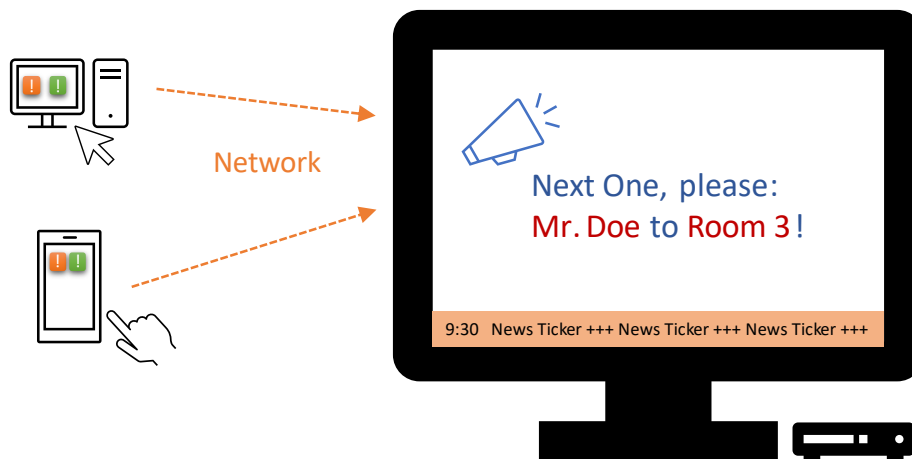 ! !
Network
! !
Next One, please:
Mr. Doe to Room 3!
9:30 News Ticker +++ News Ticker +++ News Ticker +++